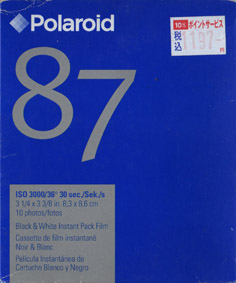 Polaroid
10% ポイントサービス
税込
1197-
円
87
ISO 3000/36° 30 sec./Sek./s
3 1/4 x 3 3/8 in. 8,3 x 8,6 cm
10 photos/fotos
Black & White Instant Pack Film
Cassette de film instantané
Noir & Blanc
Película Instantánea de
Cartucho Blanco y Negro